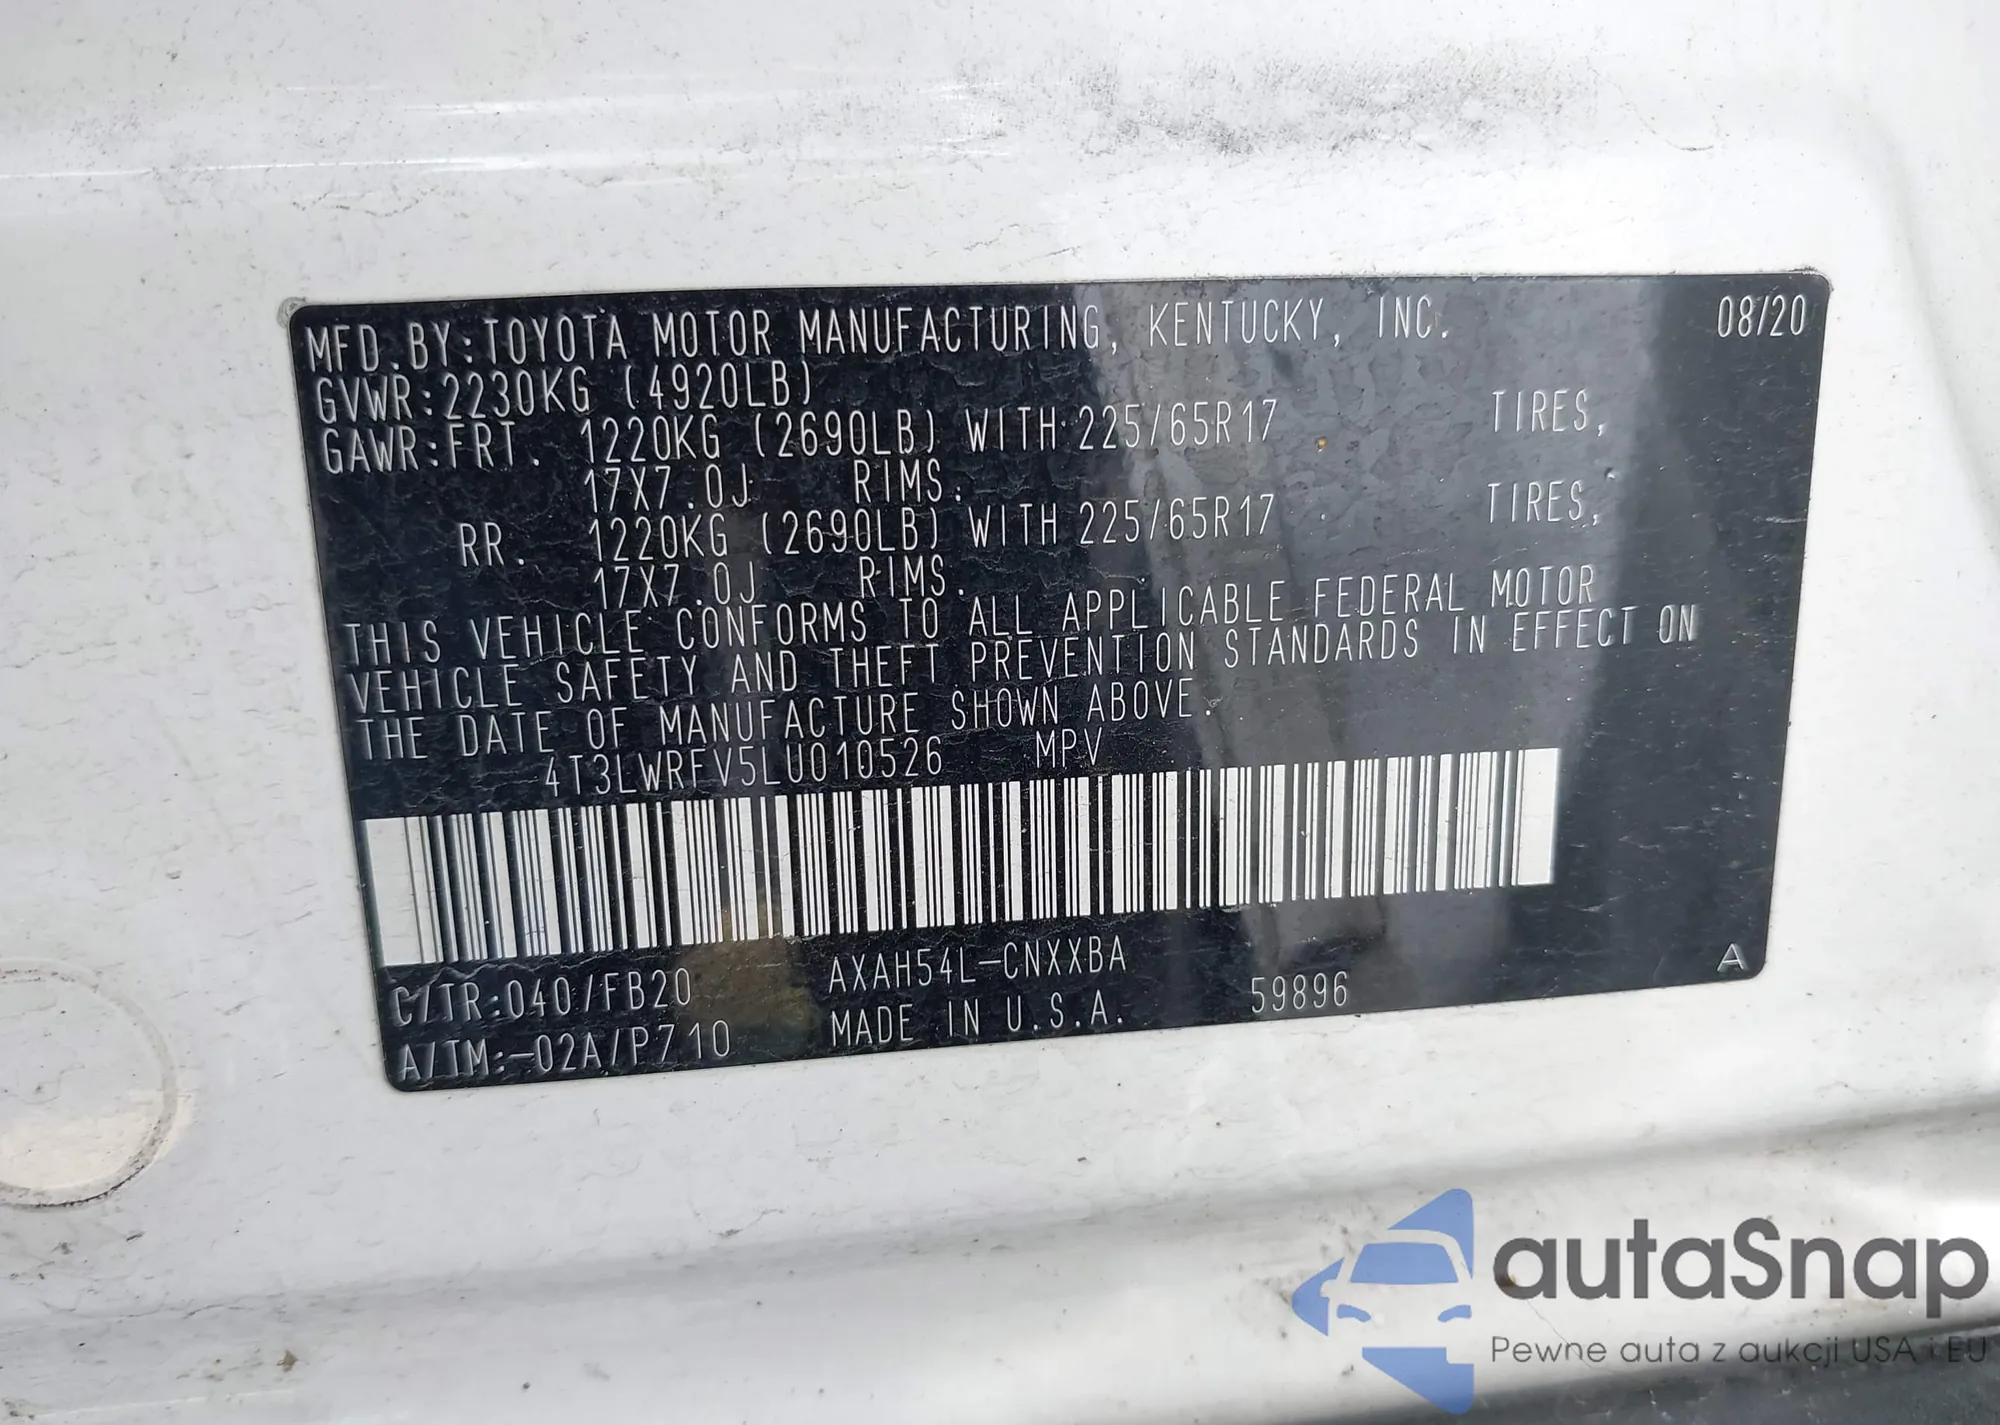 MFD.BY:TOYOTA MOTOR MANUFACTURING, KENTUCKY, INC. 08/20
GVWR:2230KG (4920LB)
GAWR:FRT. 1220KG (2690LB) WITH 225/65R17 TIRES,
17X7.0J RIMS.
RR. 1220KG (2690LB) WITH 225/65R17 TIRES,
17X7.0J RIMS.
THIS VEHICLE CONFORMS TO ALL APPLICABLE FEDERAL MOTOR
VEHICLE SAFETY AND THEFT PREVENTION STANDARDS IN EFFECT ON
THE DATE OF MANUFACTURE SHOWN ABOVE.
4T3LWRFV5LU010526 MPV
C/TR:040/FB20 AXAH54L-CNXXBA A
A/TM:-02A/PZ10 MADE IN U.S.A. 59896
autaSnap
Pewne auta z aukcji USA i EU